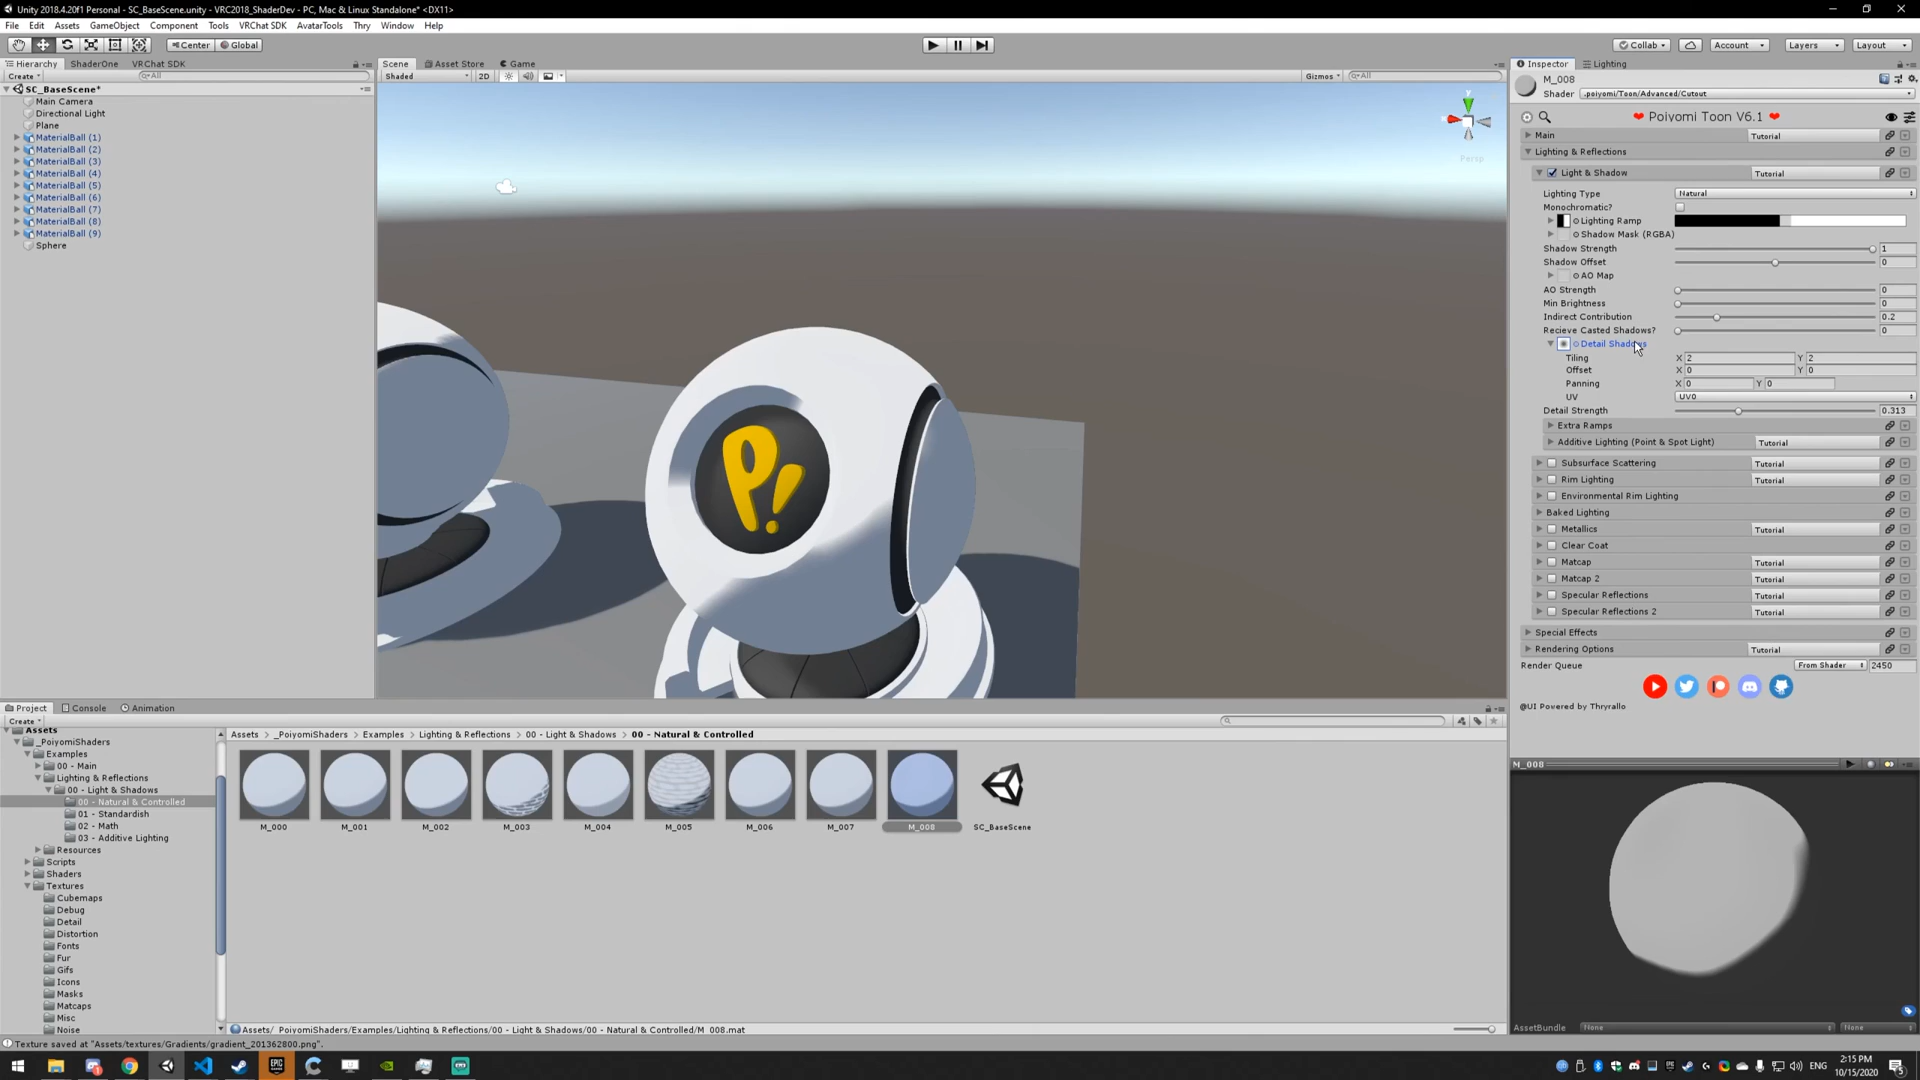 Unity 2018.4.20f1 Personal - SC_BaseScene.unity - VRC2018_ShaderDev - PC, Mac & Linux Standalone* <DX11>
File Edit Assets GameObject Component Tools VRChat SDK AvatarTools Thry Window Help
Center Global Collab Account Layers Layout
Hierarchy ShaderOne VRChat SDK
Create All
SC_BaseScene*
Main Camera
Directional Light
Plane
MaterialBall (1)
MaterialBall (2)
MaterialBall (3)
MaterialBall (4)
MaterialBall (5)
MaterialBall (6)
MaterialBall (7)
MaterialBall (8)
MaterialBall (9)
Sphere
Scene Asset Store Game
Shaded 2D Gizmos All
y
Persp
P!
Inspector Lighting
M_008
Shader .poiyomi/Toon/Advanced/Cutout
Poiyomi Toon V6.1
Main Tutorial
Lighting & Reflections
Light & Shadow Tutorial
Lighting Type Natural
Monochromatic?
Lighting Ramp
Shadow Mask (RGBA)
Shadow Strength 1
Shadow Offset 0
AO Map
AO Strength 0
Min Brightness 0
Indirect Contribution 0.2
Recieve Casted Shadows? 0
Detail Shadows
Tiling X 2 Y 2
Offset X 0 Y 0
Panning X 0 Y 0
UV UV0
Detail Strength 0.313
Extra Ramps
Additive Lighting (Point & Spot Light) Tutorial
Subsurface Scattering Tutorial
Rim Lighting Tutorial
Environmental Rim Lighting
Baked Lighting
Metallics Tutorial
Clear Coat
Matcap Tutorial
Matcap 2 Tutorial
Specular Reflections Tutorial
Specular Reflections 2 Tutorial
Special Effects
Rendering Options Tutorial
Render Queue From Shader 2450
@UI Powered by Thryrallo
M_008
AssetBundle None None
Project Console Animation
Create
Assets
_PoiyomiShaders
Examples
00 - Main
Lighting & Reflections
00 - Light & Shadows
00 - Natural & Controlled
01 - Standardish
02 - Math
03 - Additive Lighting
Resources
Scripts
Shaders
Textures
Cubemaps
Debug
Detail
Distortion
Fonts
Fur
Gifs
Icons
Masks
Matcaps
Misc
Noise
Assets > _PoiyomiShaders > Examples > Lighting & Reflections > 00 - Light & Shadows > 00 - Natural & Controlled
M_000 M_001 M_002 M_003 M_004 M_005 M_006 M_007 M_008 SC_BaseScene
Assets/_PoiyomiShaders/Examples/Lighting & Reflections/00 - Light & Shadows/00 - Natural & Controlled/M_008.mat
Texture saved at "Assets/textures/Gradients/gradient_201362800.png".
EPIC
ENG
2:15 PM
10/15/2020